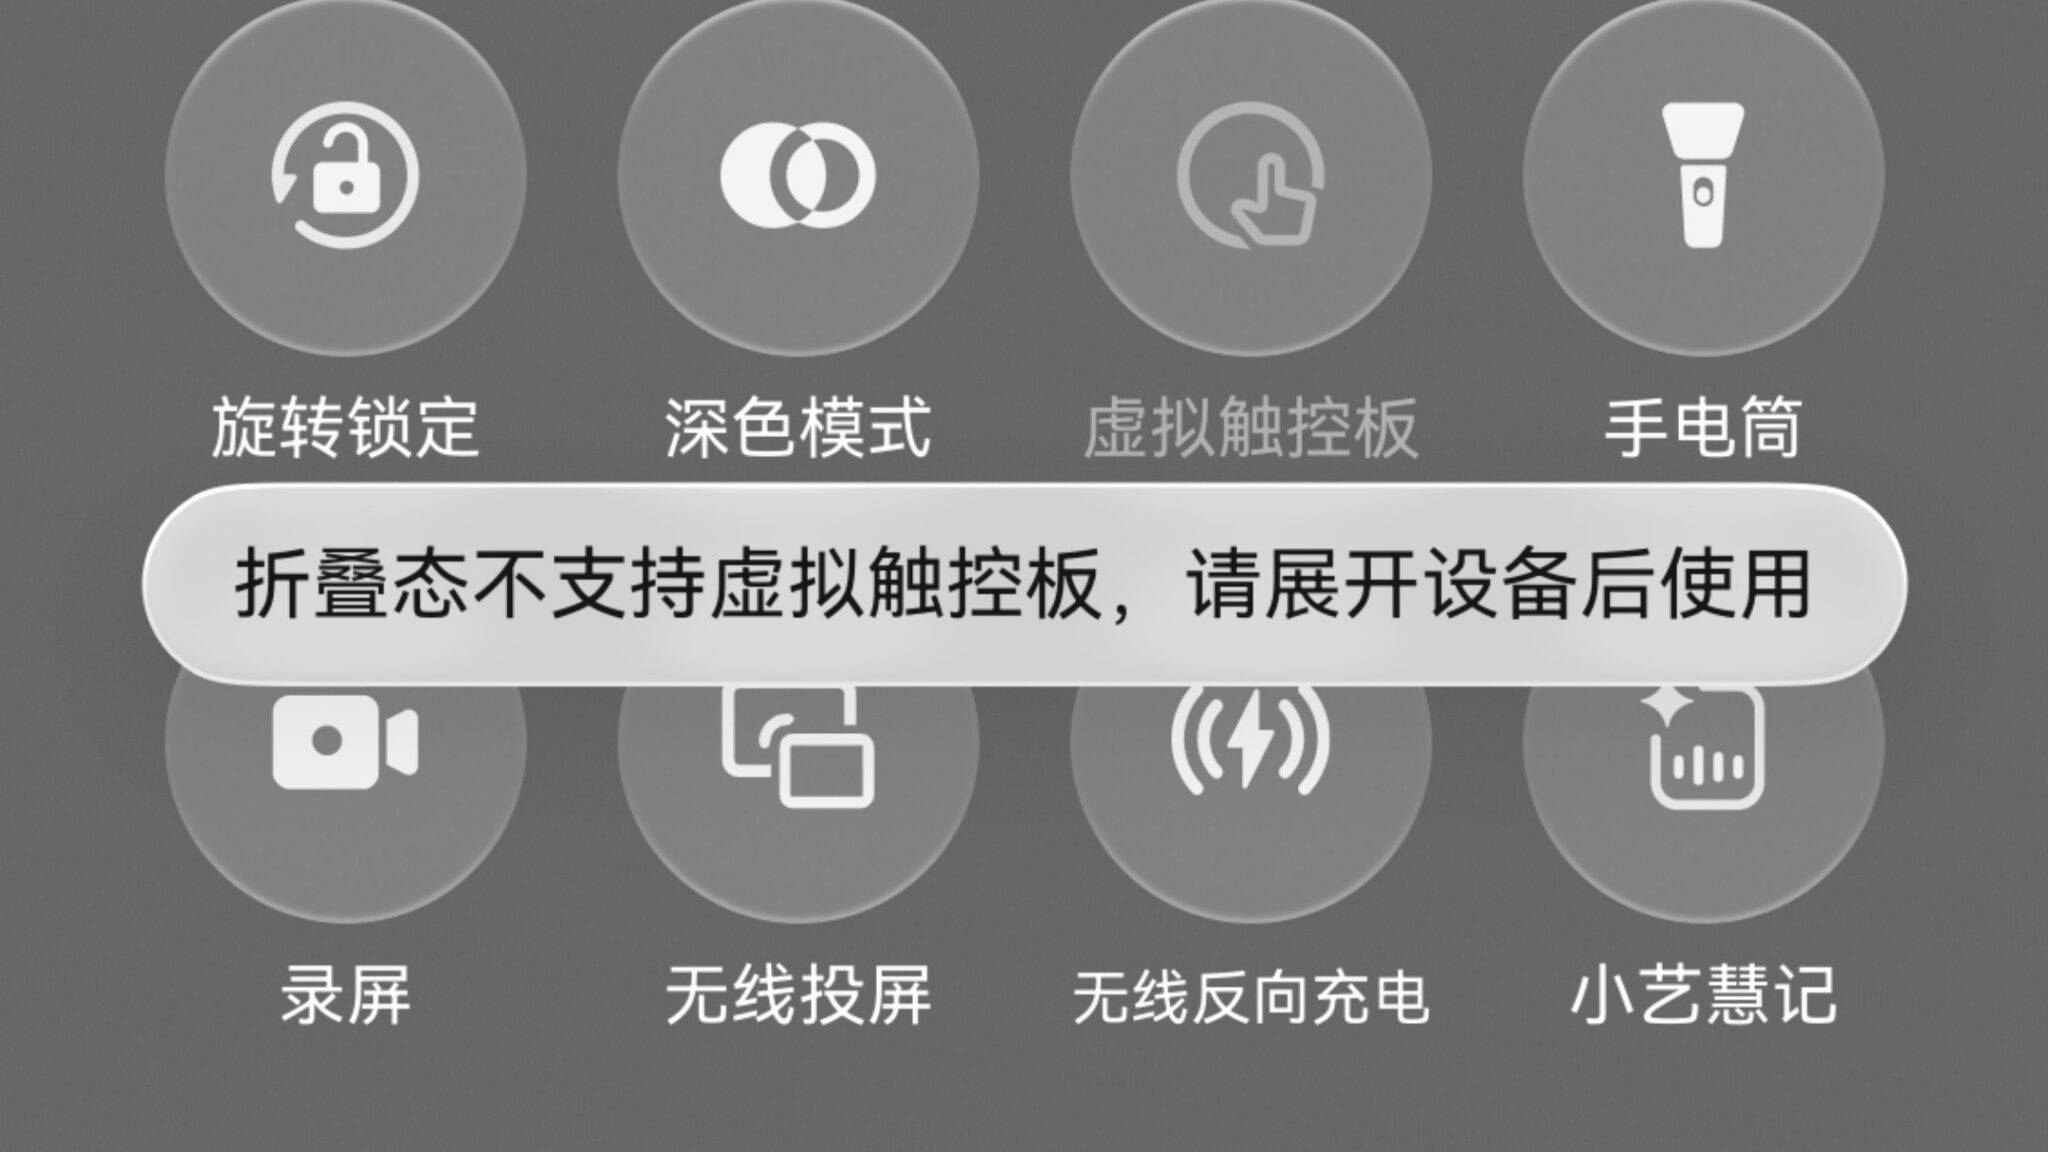 旋转锁定
深色模式
虚拟触控板
手电筒
折叠态不支持虚拟触控板，请展开设备后使用
录屏
无线投屏
无线反向充电
小艺慧记